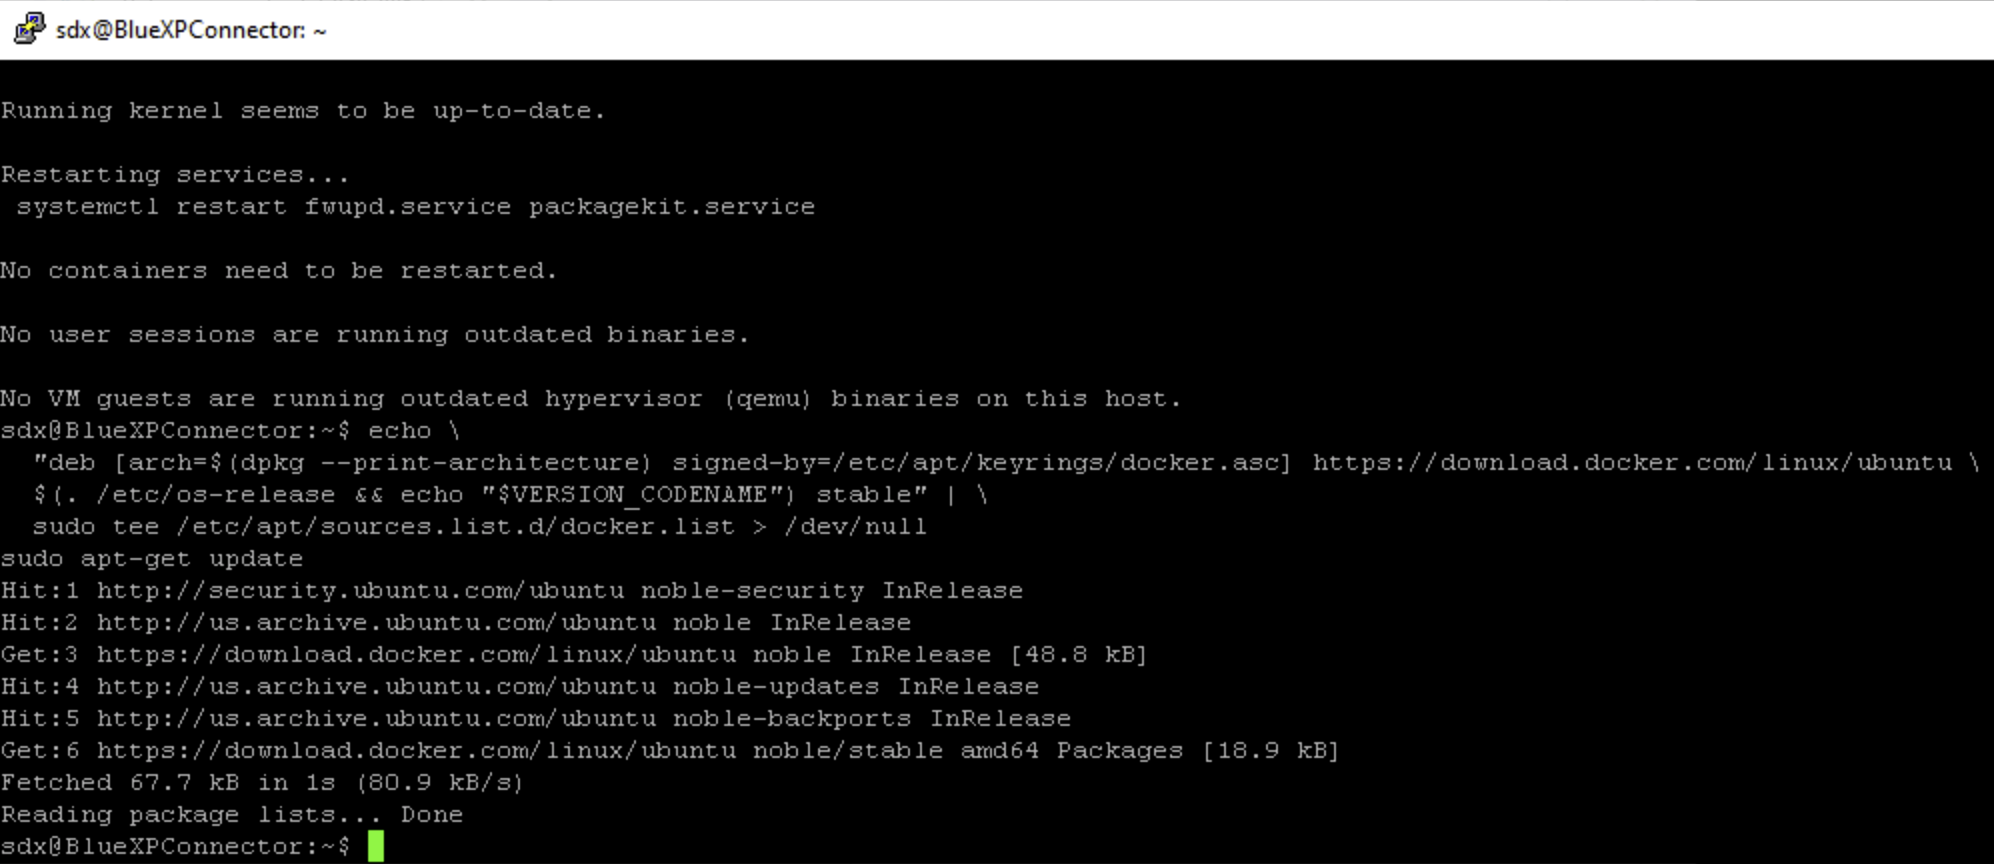 sdx@BlueXPConnector: ~
Running kernel seems to be up-to-date.
Restarting services...
 systemctl restart fwupd.service packagekit.service
No containers need to be restarted.
No user sessions are running outdated binaries.
No VM guests are running outdated hypervisor (qemu) binaries on this host.
sdx@BlueXPConnector:~$ echo \
  "deb [arch=$(dpkg --print-architecture) signed-by=/etc/apt/keyrings/docker.asc] https://download.docker.com/linux/ubuntu \
  $(. /etc/os-release && echo "$VERSION_CODENAME") stable" | \
  sudo tee /etc/apt/sources.list.d/docker.list > /dev/null
sudo apt-get update
Hit:1 http://security.ubuntu.com/ubuntu noble-security InRelease
Hit:2 http://us.archive.ubuntu.com/ubuntu noble InRelease
Get:3 https://download.docker.com/linux/ubuntu noble InRelease [48.8 kB]
Hit:4 http://us.archive.ubuntu.com/ubuntu noble-updates InRelease
Hit:5 http://us.archive.ubuntu.com/ubuntu noble-backports InRelease
Get:6 https://download.docker.com/linux/ubuntu noble/stable amd64 Packages [18.9 kB]
Fetched 67.7 kB in 1s (80.9 kB/s)
Reading package lists... Done
sdx@BlueXPConnector:~$